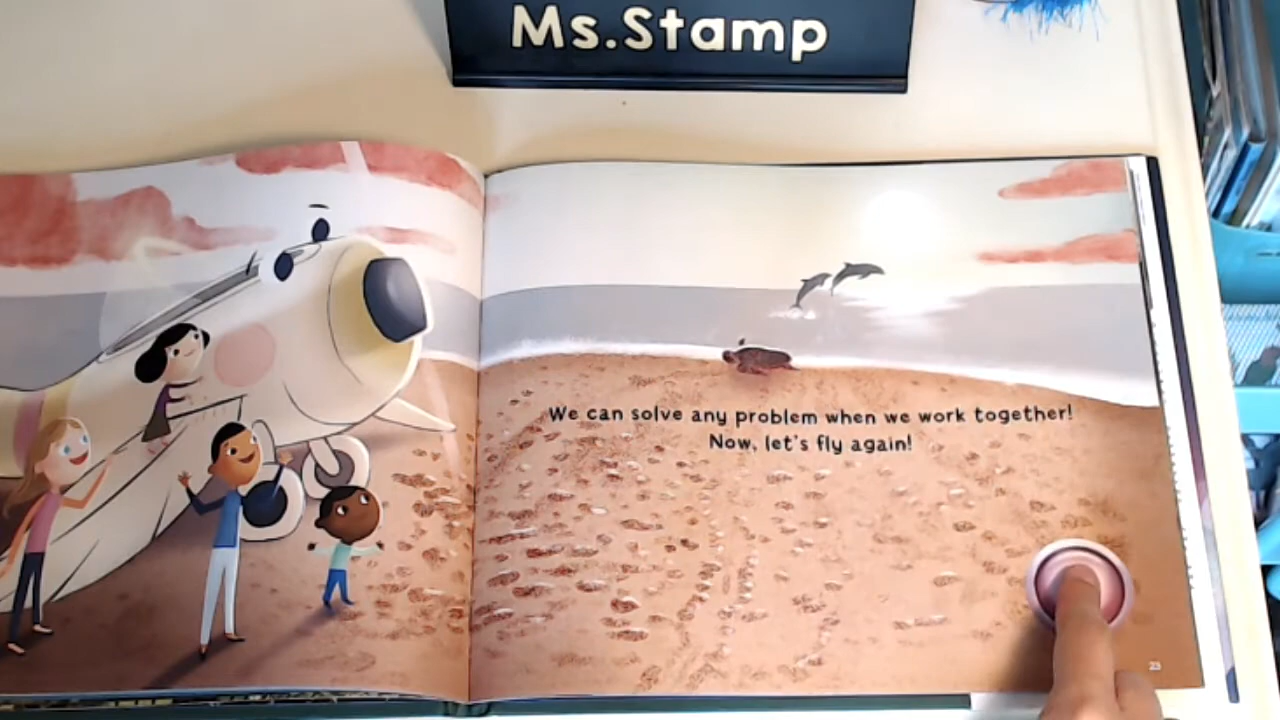 Ms.Stamp
We can solve any problem when we work together!
Now, let's fly again!
23